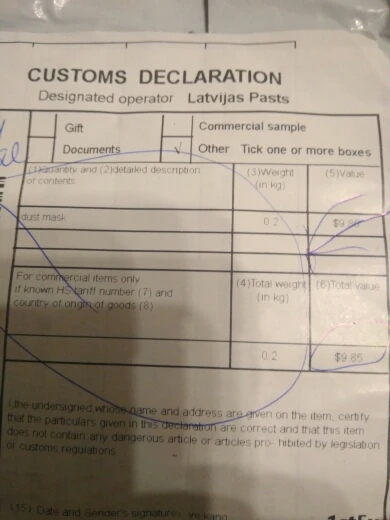 CUSTOMS DECLARATION
Designated operator Latvijas Pasts
Gift
Commercial sample
Documents
√ Other Tick one or more boxes
(1)Quantity and (2)detailed description
or contents
(3)Weight
(in kg)
(5)Value
dust mask
0.2
$9.85
For commercial items only
if known HS tariff number (7) and
country of origin of goods (8)
(4)Total weight
(in kg)
(6)Total value
0.2
$9.85
I,the undersigned,whose name and address are given on the item, certify
that the particulars given in this declaration are correct and that this item
does not contain any dangerous article or articles pro- hibited by legislation
or customs regulations
(15) Date and Sender's signature